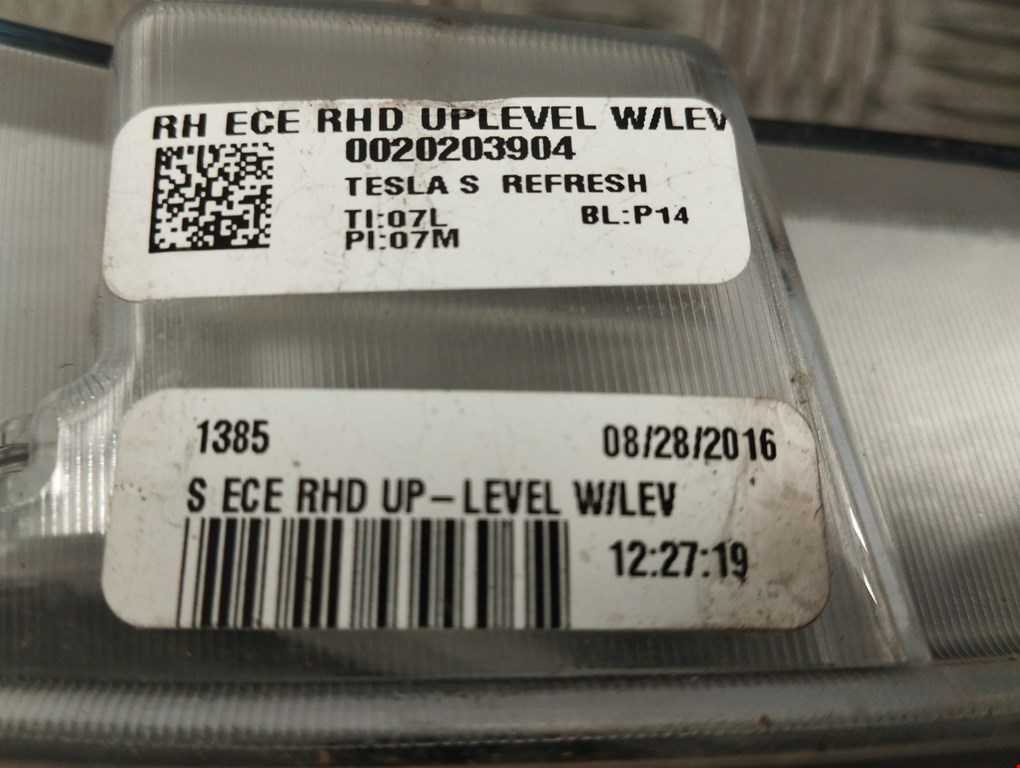 RH ECE RHD UPLEVEL W/LEV
0020203904
TESLA S REFRESH
TI:07L BL:P14
PI:07M
1385 08/28/2016
S ECE RHD UP-LEVEL W/LEV
12:27:19